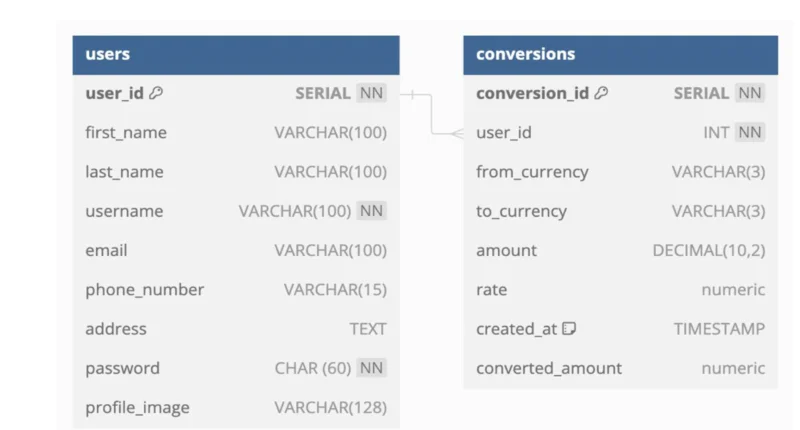 users
user_id SERIAL NN
first_name VARCHAR(100)
last_name VARCHAR(100)
username VARCHAR(100) NN
email VARCHAR(100)
phone_number VARCHAR(15)
address TEXT
password CHAR (60) NN
profile_image VARCHAR(128)
conversions
conversion_id SERIAL NN
user_id INT NN
from_currency VARCHAR(3)
to_currency VARCHAR(3)
amount DECIMAL(10,2)
rate numeric
created_at TIMESTAMP
converted_amount numeric